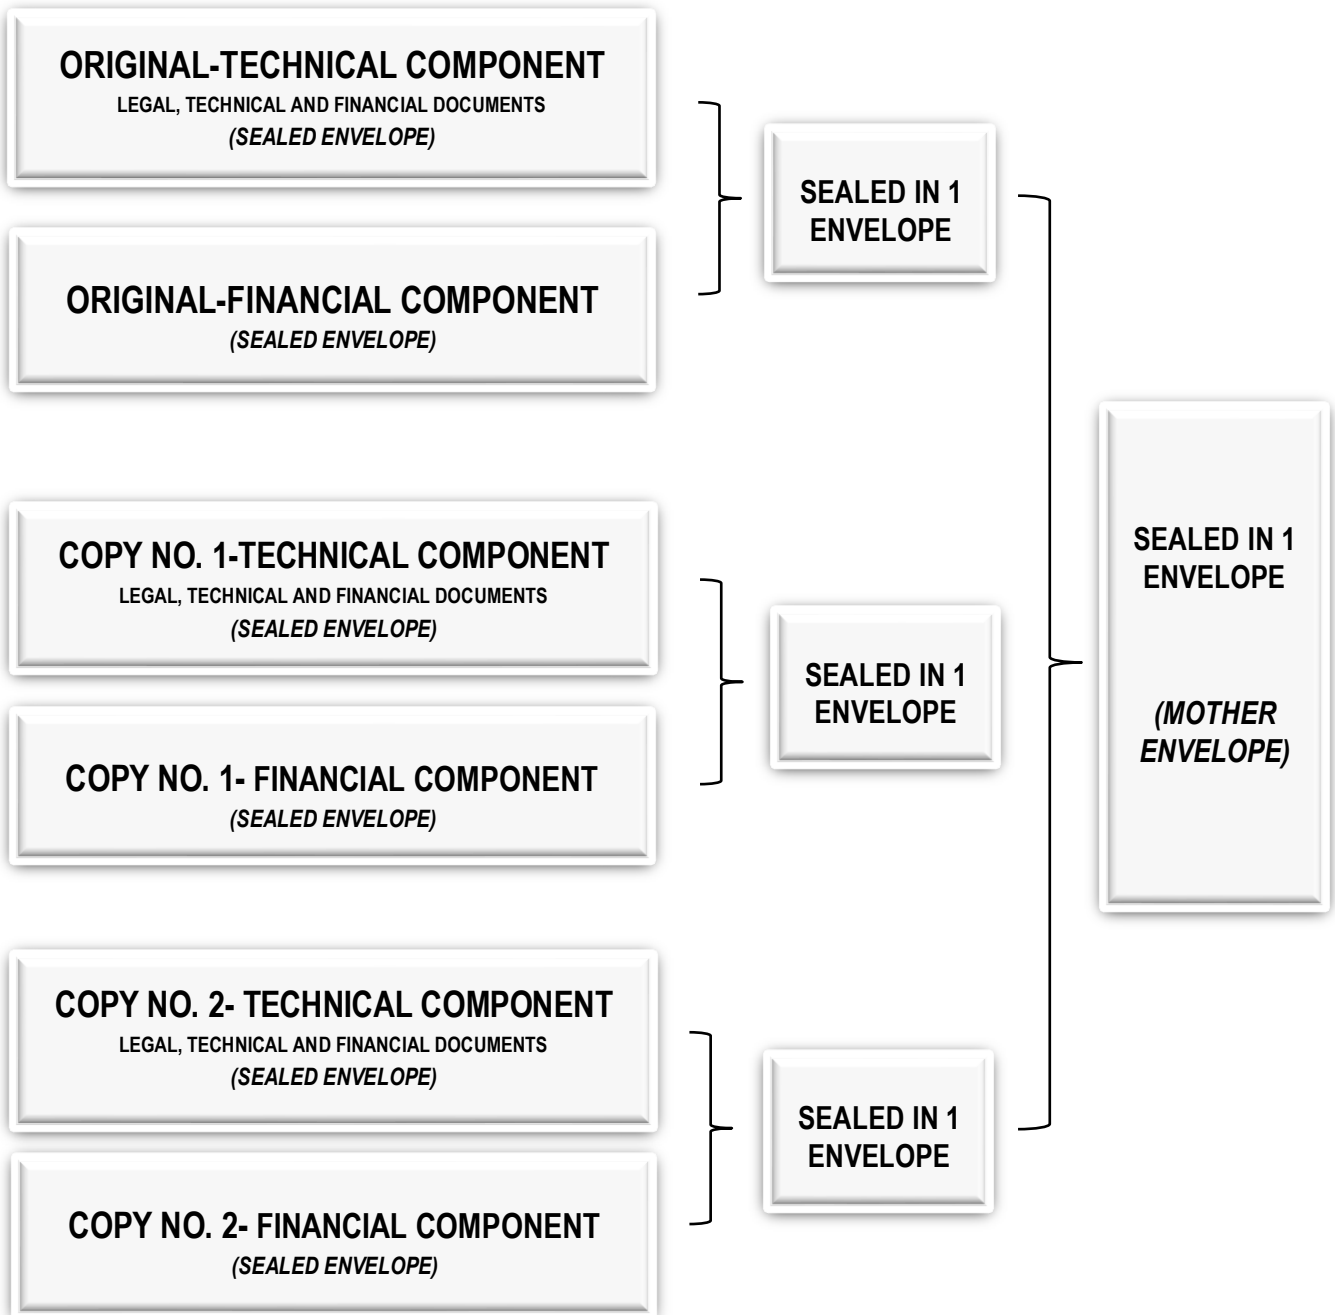 ORIGINAL-TECHNICAL COMPONENT
LEGAL, TECHNICAL AND FINANCIAL DOCUMENTS
(SEALED ENVELOPE)
ORIGINAL-FINANCIAL COMPONENT
(SEALED ENVELOPE)
SEALED IN 1
ENVELOPE
COPY NO. 1-TECHNICAL COMPONENT
LEGAL, TECHNICAL AND FINANCIAL DOCUMENTS
(SEALED ENVELOPE)
COPY NO. 1- FINANCIAL COMPONENT
(SEALED ENVELOPE)
SEALED IN 1
ENVELOPE
COPY NO. 2- TECHNICAL COMPONENT
LEGAL, TECHNICAL AND FINANCIAL DOCUMENTS
(SEALED ENVELOPE)
COPY NO. 2- FINANCIAL COMPONENT
(SEALED ENVELOPE)
SEALED IN 1
ENVELOPE
SEALED IN 1
ENVELOPE
(MOTHER
ENVELOPE)